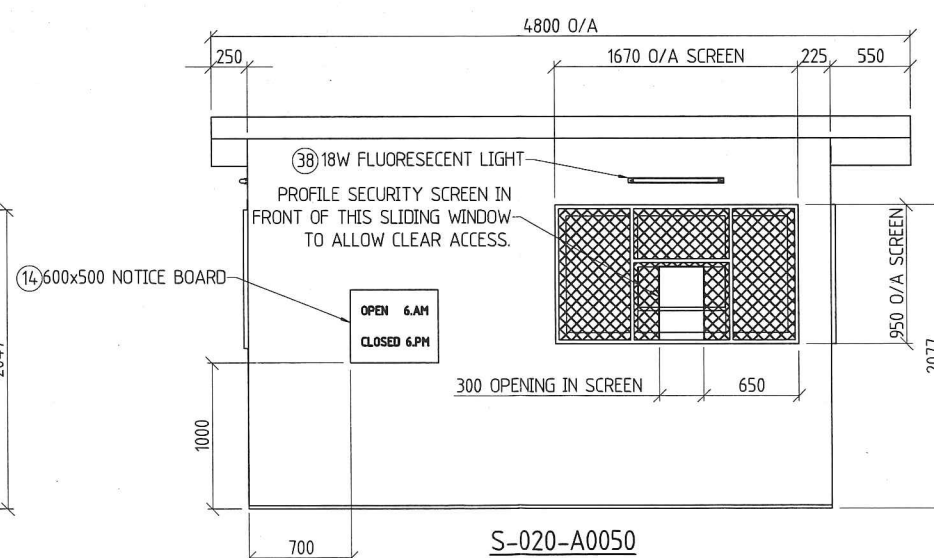 4800 O/A
250
1670 O/A SCREEN
225
550
38 18W FLUORESECENT LIGHT
PROFILE SECURITY SCREEN IN
FRONT OF THIS SLIDING WINDOW
TO ALLOW CLEAR ACCESS.
14 600x500 NOTICE BOARD
OPEN 6.AM
CLOSED 6.PM
950 O/A SCREEN
2077
300 OPENING IN SCREEN
650
1000
700
S-020-A0050